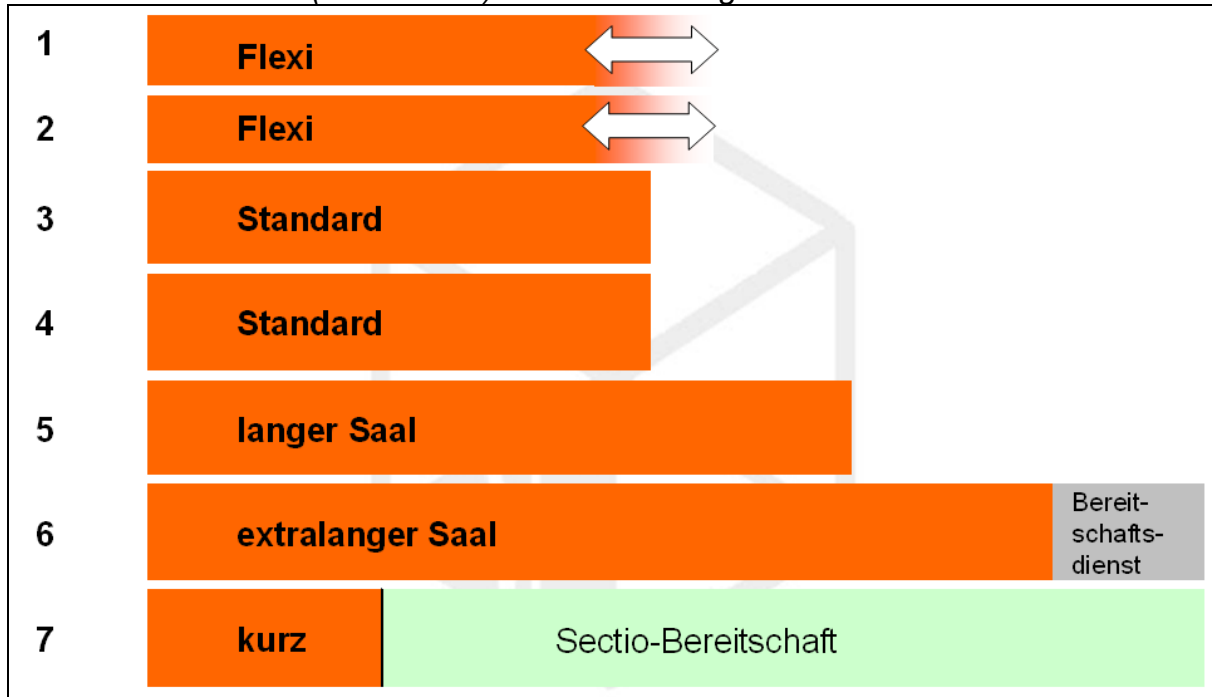 1 Flexi
2 Flexi
3 Standard
4 Standard
5 langer Saal
6 extralanger Saal
Bereit-
schafts-
dienst
7 kurz Sectio-Bereitschaft